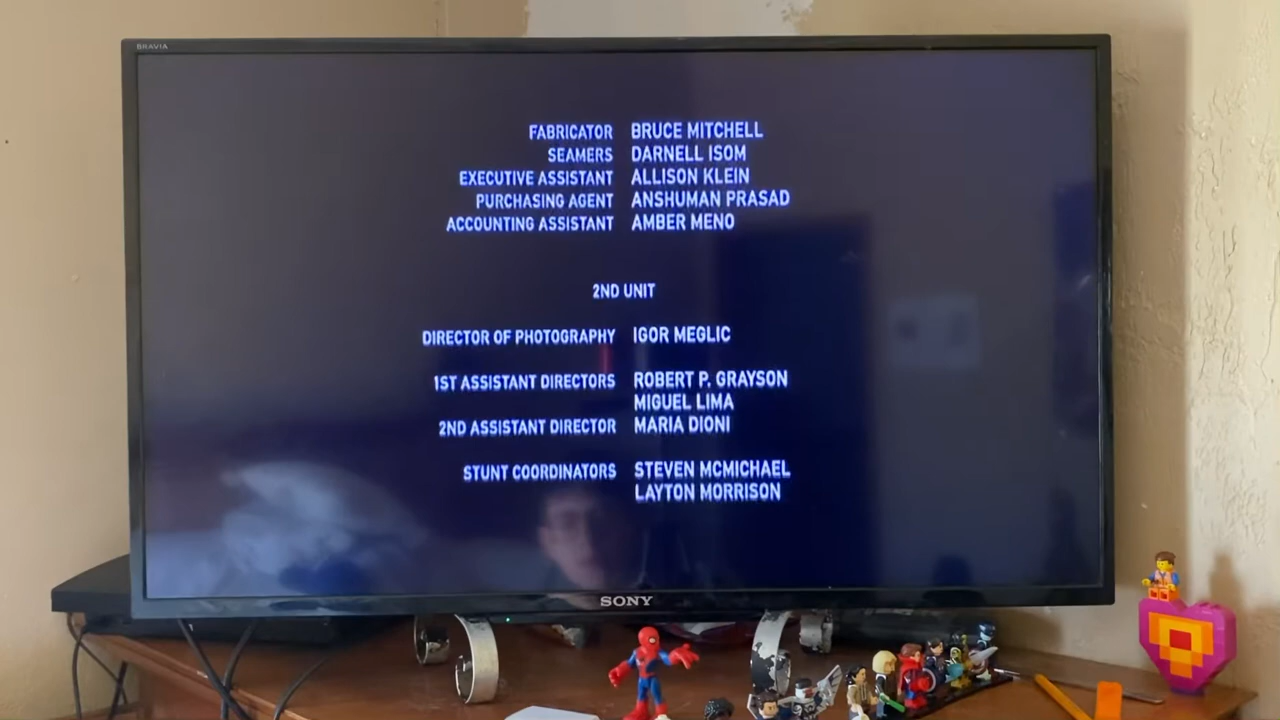 BRAVIA
FABRICATOR BRUCE MITCHELL
SEAMERS DARNELL ISOM
EXECUTIVE ASSISTANT ALLISON KLEIN
PURCHASING AGENT ANSHUMAN PRASAD
ACCOUNTING ASSISTANT AMBER MENO
2ND UNIT
DIRECTOR OF PHOTOGRAPHY IGOR MEGLIC
1ST ASSISTANT DIRECTORS ROBERT P. GRAYSON
MIGUEL LIMA
2ND ASSISTANT DIRECTOR MARIA DIONI
STUNT COORDINATORS STEVEN MCMICHAEL
LAYTON MORRISON
SONY